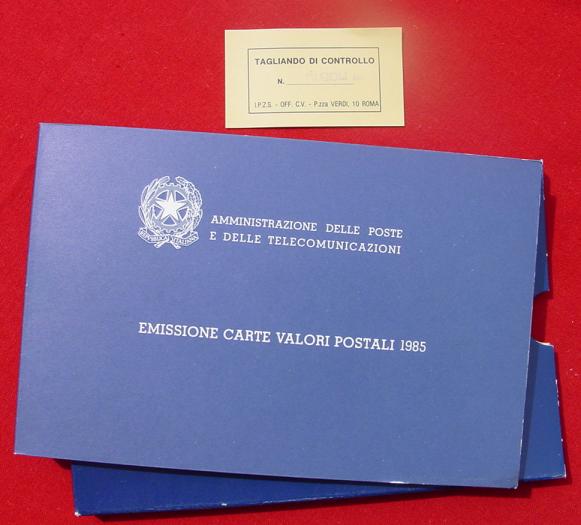 TAGLIANDO DI CONTROLLO
N.
I.P.Z.S. - OFF. C.V. - P.zza VERDI, 10 ROMA
REPVBBLICA ITALIANA
AMMINISTRAZIONE DELLE POSTE
E DELLE TELECOMUNICAZIONI
EMISSIONE CARTE VALORI POSTALI 1985